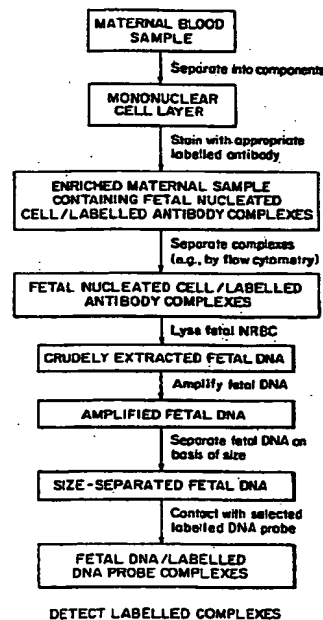 MATERNAL BLOOD
SAMPLE
Separate into components
MONONUCLEAR
CELL LAYER
Stain with appropriate
labelled antibody
ENRICHED MATERNAL SAMPLE
CONTAINING FETAL NUCLEATED
CELL/LABELLED ANTIBODY COMPLEXES
Separate complexes
(e.g., by flow cytometry)
FETAL NUCLEATED CELL/LABELLED
ANTIBODY COMPLEXES
Lyse fetal NRBC
CRUDELY EXTRACTED FETAL DNA
Amplify fetal DNA
AMPLIFIED FETAL DNA
Separate fetal DNA on
basis of size
SIZE-SEPARATED FETAL DNA
Contact with selected
labelled DNA probe
FETAL DNA/LABELLED
DNA PROBE COMPLEXES
DETECT LABELLED COMPLEXES